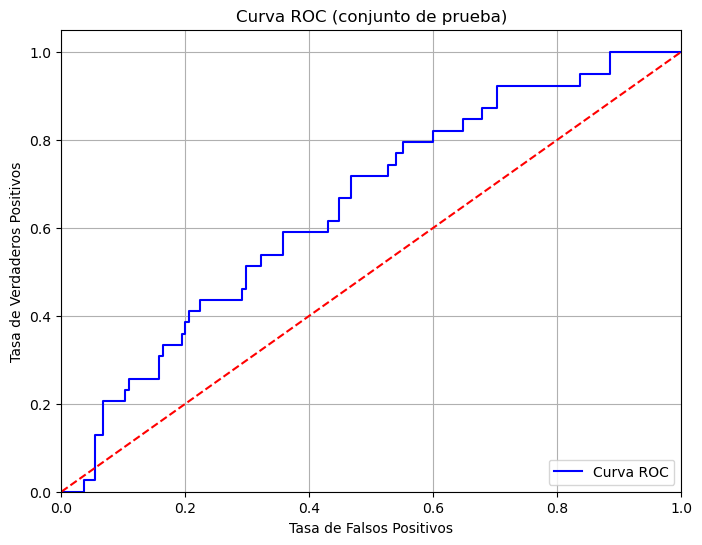 Curva ROC (conjunto de prueba)
1.0
0.8
0.6
0.4
0.2
0.0
Tasa de Verdaderos Positivos
Curva ROC
0.0 0.2 0.4 0.6 0.8 1.0
Tasa de Falsos Positivos